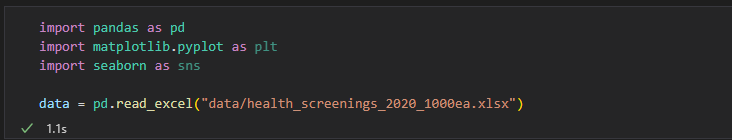 import pandas as pd
import matplotlib.pyplot as plt
import seaborn as sns
data = pd.read_excel("data/health_screenings_2020_1000ea.xlsx")
✓ 1.1s